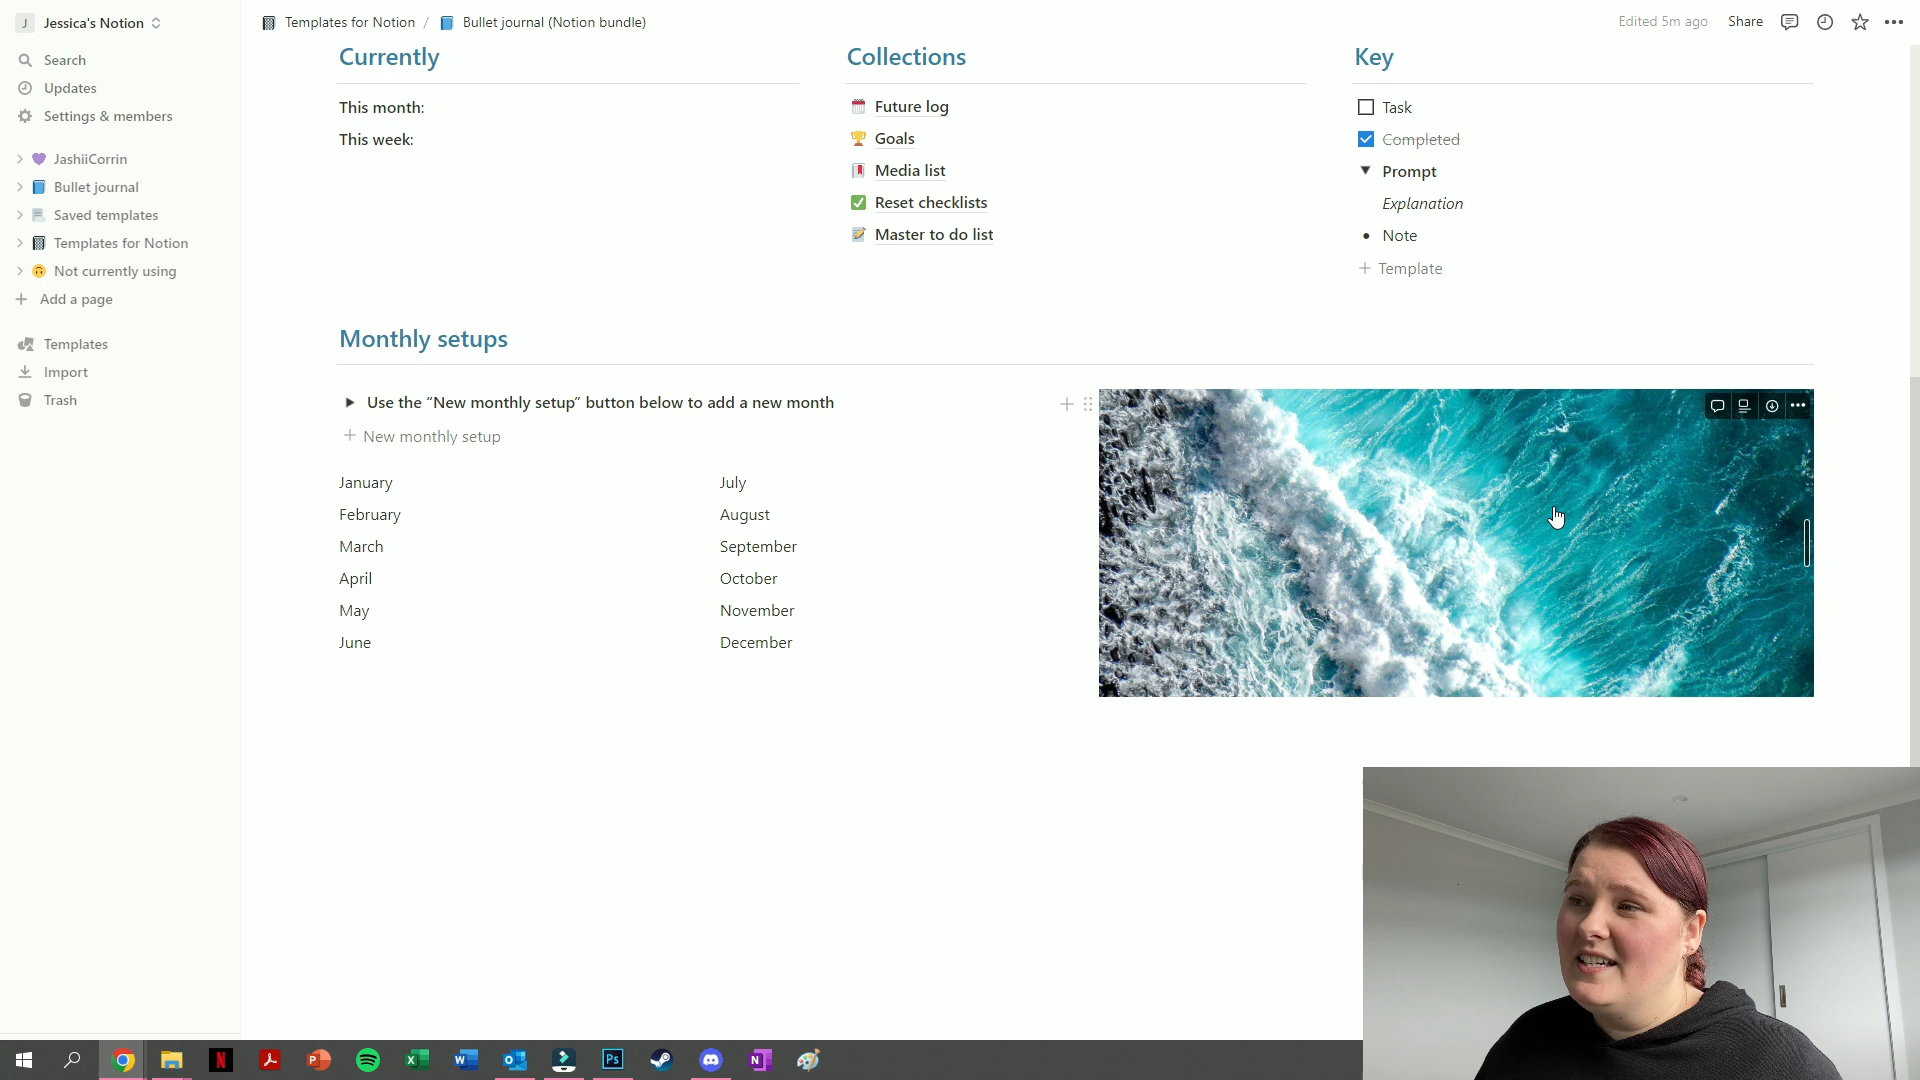 J Jessica's Notion
Search
Updates
Settings & members
JashiiCorrin
Bullet journal
Saved templates
Templates for Notion
Not currently using
Add a page
Templates
Import
Trash
Templates for Notion / Bullet journal (Notion bundle)
Edited 5m ago Share
Currently
This month:
This week:
Collections
Future log
Goals
Media list
Reset checklists
Master to do list
Key
Task
Completed
Prompt
Explanation
• Note
+ Template
Monthly setups
Use the “New monthly setup” button below to add a new month
+ New monthly setup
January
February
March
April
May
June
July
August
September
October
November
December